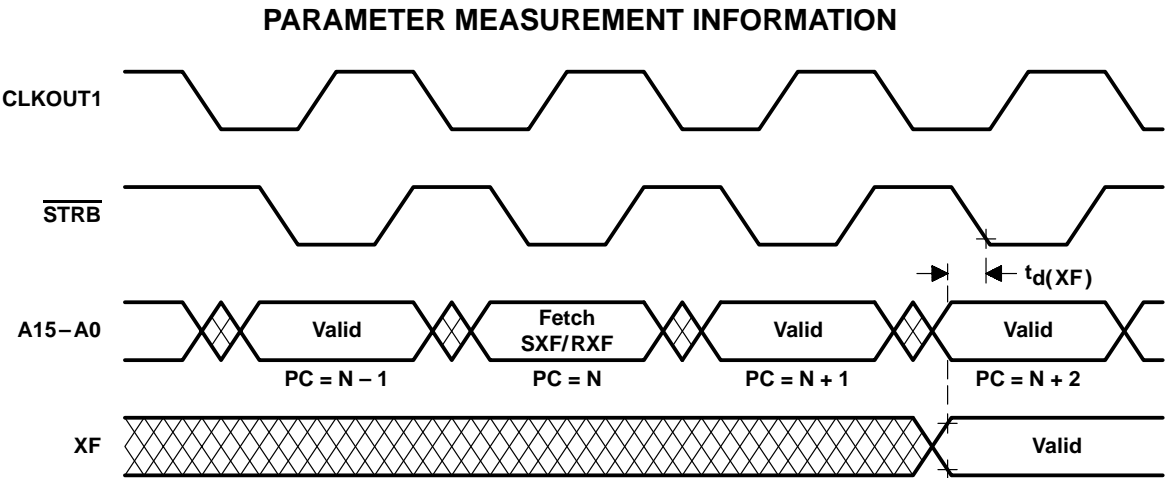 PARAMETER MEASUREMENT INFORMATION
CLKOUT1
STRB
td(XF)
A15–A0
Valid
Fetch
SXF/RXF
Valid
Valid
PC = N – 1
PC = N
PC = N + 1
PC = N + 2
XF
Valid